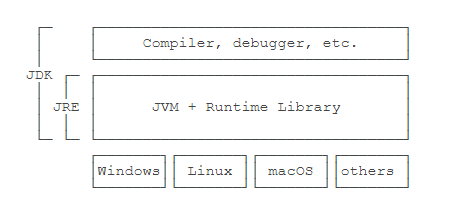 Compiler, debugger, etc.
JDK
JRE
JVM + Runtime Library
Windows
Linux
macOS
others